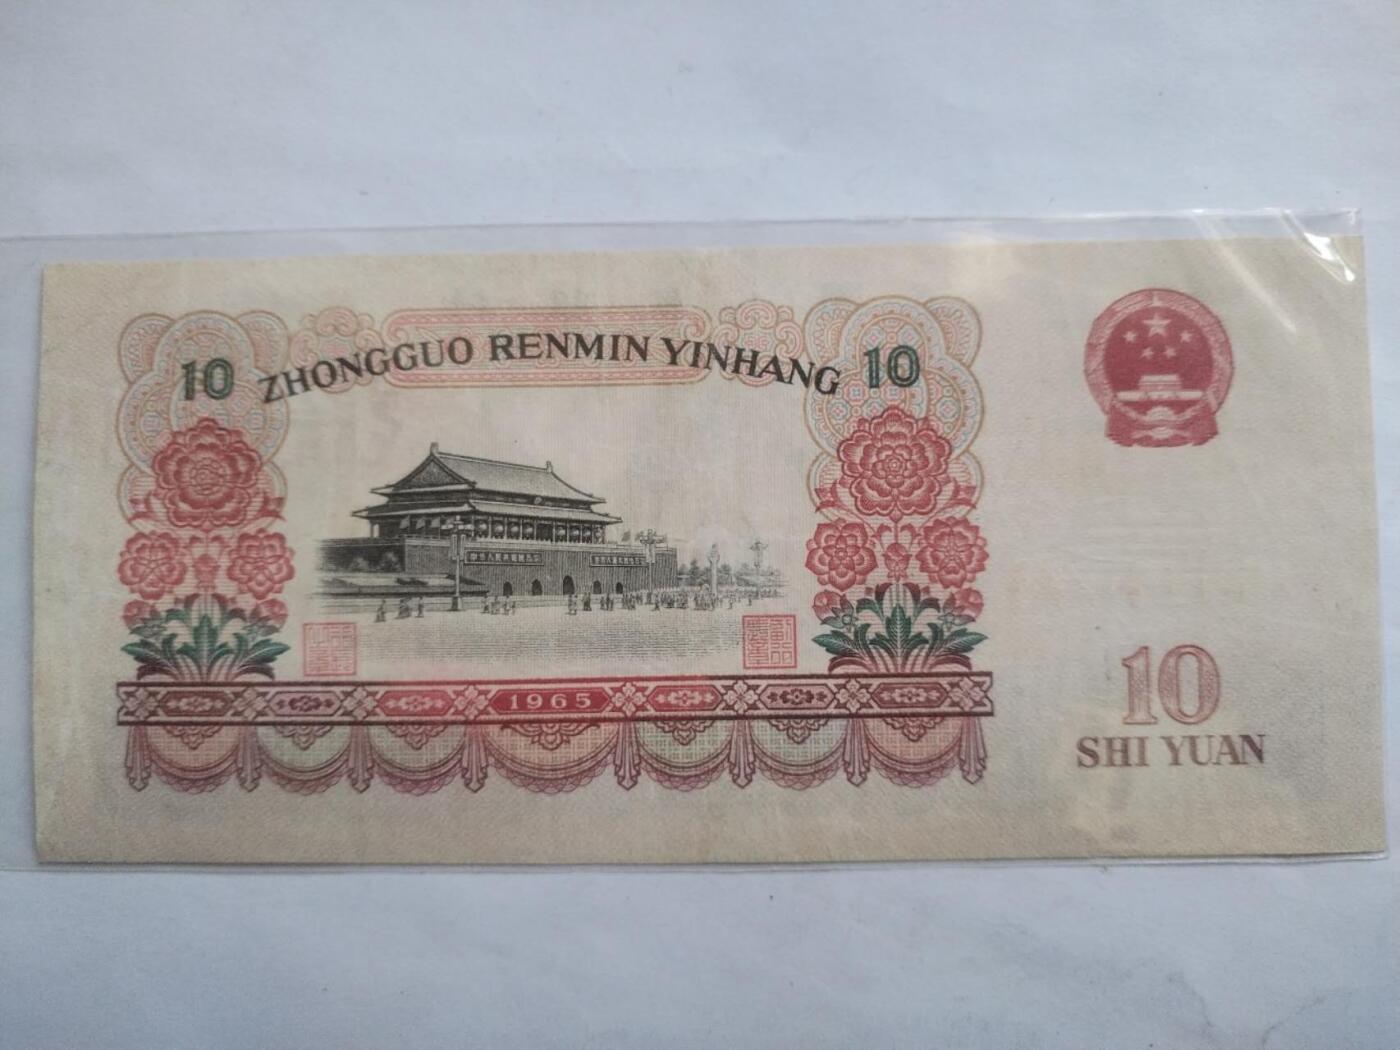 10 ZHONGGUO RENMIN YINHANG 10
1965
10
SHI YUAN